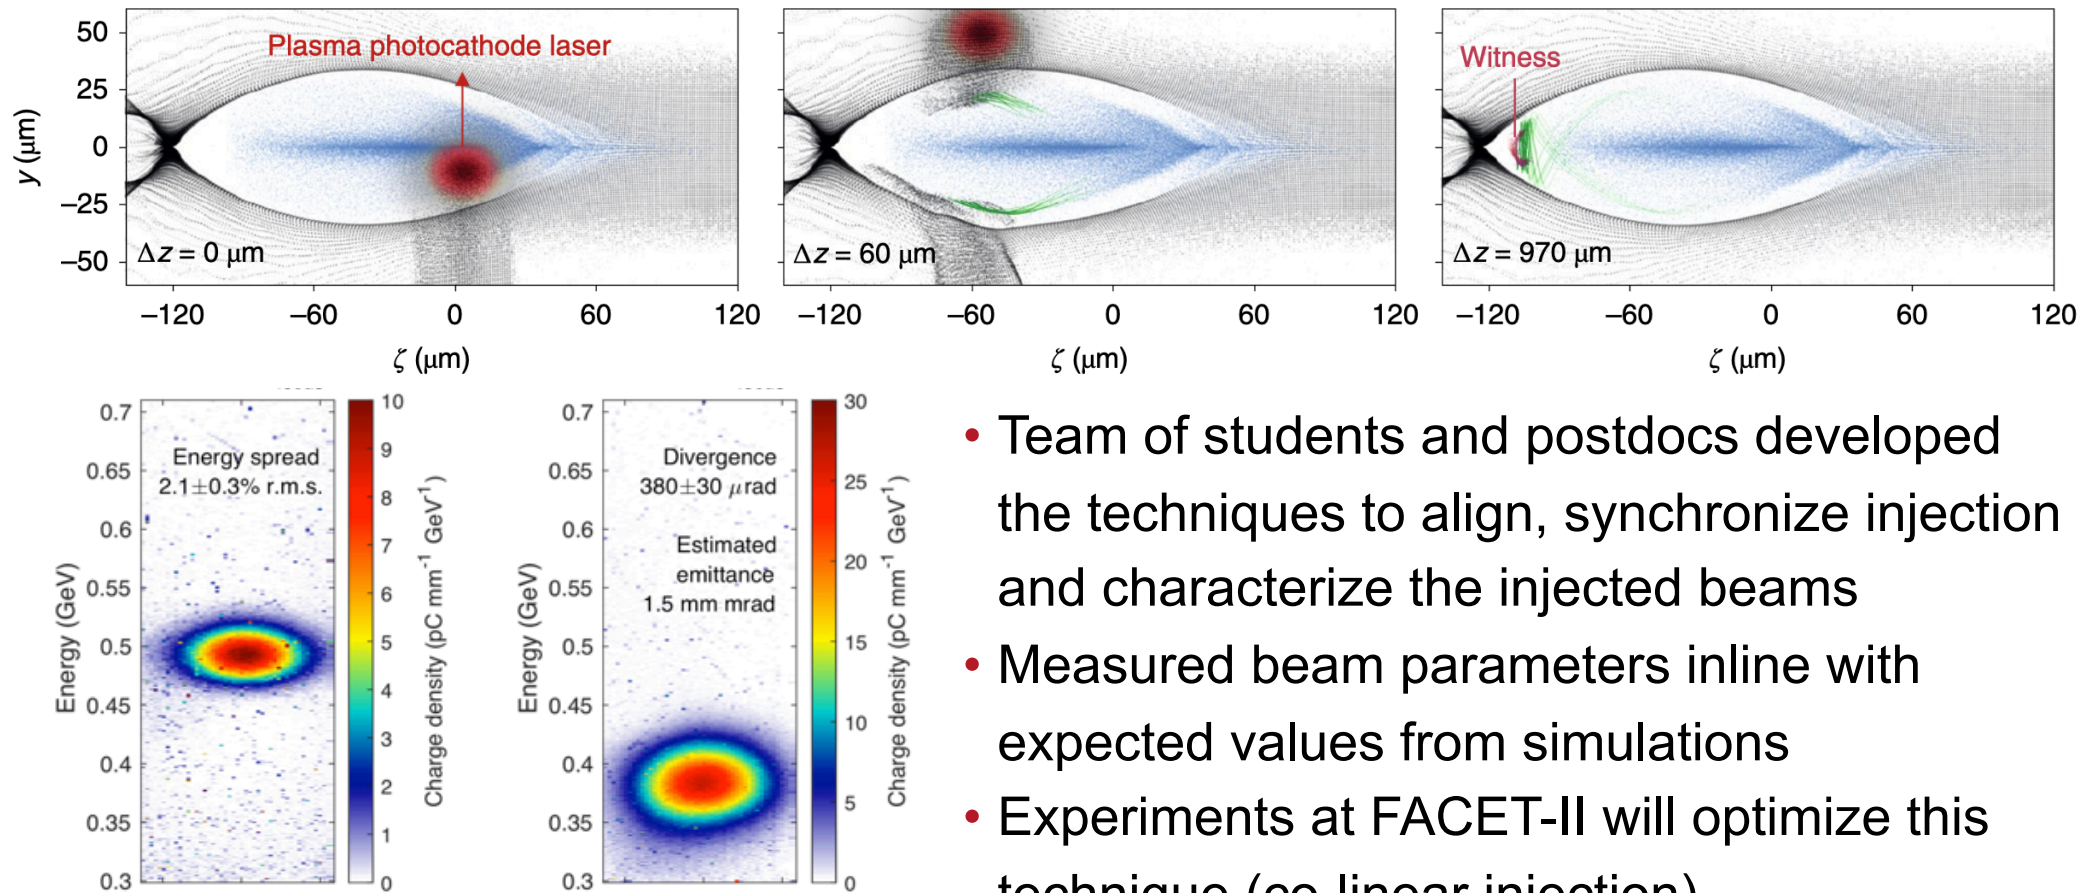 50
25
0
−25
−50
y (μm)
Plasma photocathode laser
Δz = 0 μm
−120 −60 0 60 120
ζ (μm)
Δz = 60 μm
−120 −60 0 60 120
ζ (μm)
Witness
Δz = 970 μm
−120 −60 0 60 120
ζ (μm)
0.7
0.65
0.6
0.55
0.5
0.45
0.4
0.35
0.3
Energy (GeV)
Energy spread
2.1±0.3% r.m.s.
10
9
8
7
6
5
4
3
2
1
0
Charge density (pC mm⁻¹ GeV⁻¹)
0.7
0.65
0.6
0.55
0.5
0.45
0.4
0.35
0.3
Energy (GeV)
Divergence
380±30 μrad
Estimated
emittance
1.5 mm mrad
30
25
20
15
10
5
0
Charge density (pC mm⁻¹ GeV⁻¹)
• Team of students and postdocs developed
the techniques to align, synchronize injection
and characterize the injected beams
• Measured beam parameters inline with
expected values from simulations
• Experiments at FACET-II will optimize this
technique (co-linear injection)